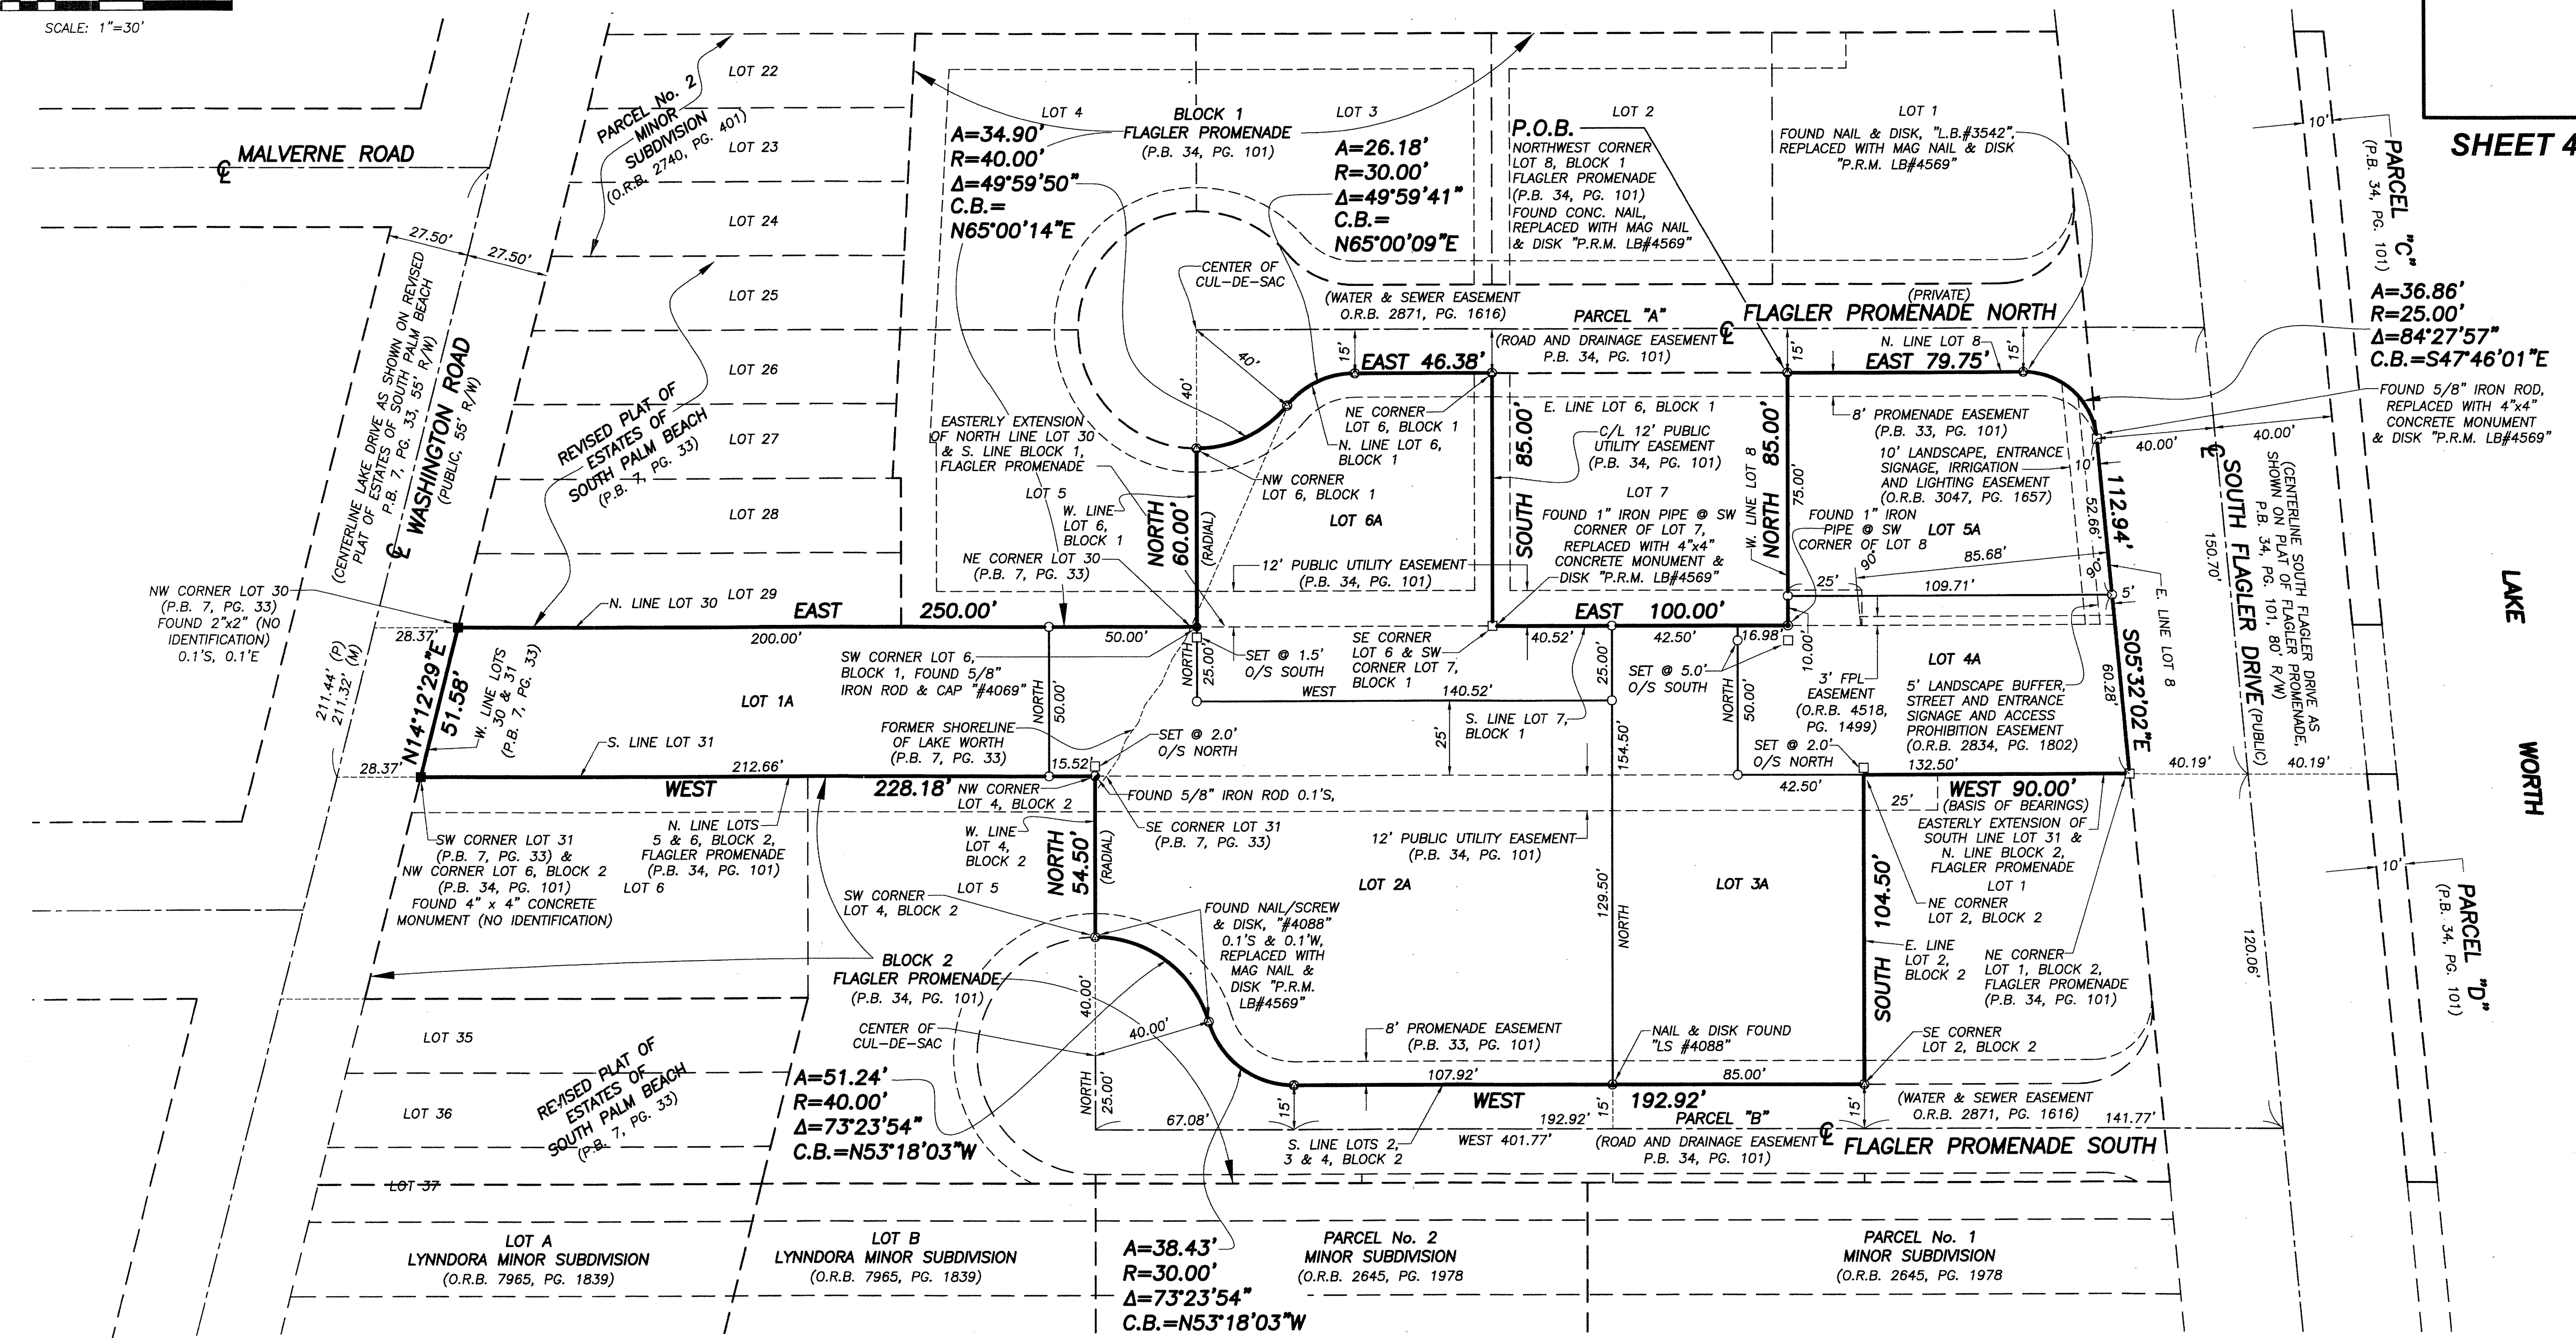 SCALE: 1"=30'
SHEET 4
MALVERNE ROAD
℄
PARCEL No. 2
MINOR
SUBDIVISION
(O.R.B. 2740, PG. 401)
LOT 22
LOT 23
LOT 24
LOT 25
LOT 26
LOT 27
LOT 28
LOT 29
27.50'
27.50'
(CENTERLINE LAKE DRIVE AS SHOWN ON REVISED
PLAT OF ESTATES OF SOUTH PALM BEACH
P.B. 7, PG. 33, 55' R/W)
℄ WASHINGTON ROAD
(PUBLIC, 55' R/W)
REVISED PLAT OF
ESTATES OF
SOUTH PALM BEACH
(P.B. 7, PG. 33)
LOT 4
BLOCK 1
FLAGLER PROMENADE
(P.B. 34, PG. 101)
LOT 3
A=34.90'
R=40.00'
Δ=49°59'50"
C.B.=
N65°00'14"E
A=26.18'
R=30.00'
Δ=49°59'41"
C.B.=
N65°00'09"E
P.O.B.
NORTHWEST CORNER
LOT 8, BLOCK 1
FLAGLER PROMENADE
(P.B. 34, PG. 101)
FOUND CONC. NAIL,
REPLACED WITH MAG NAIL
& DISK "P.R.M. LB#4569"
LOT 2
LOT 1
FOUND NAIL & DISK, "L.B.#3542",
REPLACED WITH MAG NAIL & DISK
"P.R.M. LB#4569"
10'
PARCEL "C"
(P.B. 34, PG. 101)
A=36.86'
R=25.00'
Δ=84°27'57"
C.B.=S47°46'01"E
FOUND 5/8" IRON ROD,
REPLACED WITH 4"x4"
CONCRETE MONUMENT
& DISK "P.R.M. LB#4569"
CENTER OF
CUL-DE-SAC
(WATER & SEWER EASEMENT
O.R.B. 2871, PG. 1616)
PARCEL "A"
℄
(PRIVATE)
FLAGLER PROMENADE NORTH
(ROAD AND DRAINAGE EASEMENT
P.B. 34, PG. 101)
40'
40'
15'
15'
15'
EAST 46.38'
N. LINE LOT 8
EAST 79.75'
EASTERLY EXTENSION
OF NORTH LINE LOT 30
& S. LINE BLOCK 1,
FLAGLER PROMENADE
LOT 5
NE CORNER
LOT 6, BLOCK 1
N. LINE LOT 6,
BLOCK 1
NW CORNER
LOT 6, BLOCK 1
W. LINE
LOT 6,
BLOCK 1
NORTH
60.00'
(RADIAL)
LOT 6A
E. LINE LOT 6, BLOCK 1
C/L 12' PUBLIC
UTILITY EASEMENT
(P.B. 34, PG. 101)
SOUTH 85.00'
LOT 7
FOUND 1" IRON PIPE @ SW
CORNER OF LOT 7,
REPLACED WITH 4"x4"
CONCRETE MONUMENT &
DISK "P.R.M. LB#4569"
W. LINE LOT 8
NORTH 85.00'
75.00'
8' PROMENADE EASEMENT
(P.B. 33, PG. 101)
10' LANDSCAPE, ENTRANCE
SIGNAGE, IRRIGATION
AND LIGHTING EASEMENT
(O.R.B. 3047, PG. 1657)
10'
FOUND 1" IRON
PIPE @ SW
CORNER OF LOT 8
LOT 5A
85.68'
90°
90°
25'
109.71'
52.66'
112.94'
5'
E. LINE LOT 8
S05°32'02"E
60.28'
40.00'
40.00'
150.70'
℄ SOUTH FLAGLER DRIVE (PUBLIC)
(CENTERLINE SOUTH FLAGLER DRIVE AS
SHOWN ON PLAT OF FLAGLER PROMENADE,
P.B. 34, PG. 101, 80' R/W)
LAKE WORTH
NW CORNER LOT 30
(P.B. 7, PG. 33)
FOUND 2"x2" (NO
IDENTIFICATION)
0.1'S, 0.1'E
N. LINE LOT 30
NE CORNER LOT 30
(P.B. 7, PG. 33)
12' PUBLIC UTILITY EASEMENT
(P.B. 34, PG. 101)
EAST 250.00'
200.00'
50.00'
EAST 100.00'
40.52'
42.50'
16.98'
10.00'
28.37'
28.37'
211.44' (P)
211.32' (M)
N14°12'29"E
51.58'
W. LINE LOTS
30 & 31
(P.B. 7, PG. 33)
LOT 1A
S. LINE LOT 31
SW CORNER LOT 6,
BLOCK 1, FOUND 5/8"
IRON ROD & CAP "#4069"
NORTH
50.00'
FORMER SHORELINE
OF LAKE WORTH
(P.B. 7, PG. 33)
NORTH
25.00'
SET @ 1.5'
O/S SOUTH
SET @ 2.0'
O/S NORTH
SE CORNER
LOT 6 & SW
CORNER LOT 7,
BLOCK 1
WEST 140.52'
25'
S. LINE LOT 7,
BLOCK 1
25.00'
154.50'
SET @ 5.0'
O/S SOUTH
NORTH
50.00'
3' FPL
EASEMENT
(O.R.B. 4518,
PG. 1499)
LOT 4A
5' LANDSCAPE BUFFER,
STREET AND ENTRANCE
SIGNAGE AND ACCESS
PROHIBITION EASEMENT
(O.R.B. 2834, PG. 1802)
SET @ 2.0'
O/S NORTH
132.50'
42.50'
WEST 90.00'
(BASIS OF BEARINGS)
25'
EASTERLY EXTENSION OF
SOUTH LINE LOT 31 &
N. LINE BLOCK 2,
FLAGLER PROMENADE
LOT 1
40.19'
40.19'
212.66'
15.52'
WEST 228.18'
NW CORNER
LOT 4, BLOCK 2
FOUND 5/8" IRON ROD 0.1'S,
SE CORNER LOT 31
(P.B. 7, PG. 33)
W. LINE
LOT 4,
BLOCK 2
NORTH
54.50'
(RADIAL)
12' PUBLIC UTILITY EASEMENT
(P.B. 34, PG. 101)
SW CORNER LOT 31
(P.B. 7, PG. 33) &
NW CORNER LOT 6, BLOCK 2
(P.B. 34, PG. 101)
FOUND 4" x 4" CONCRETE
MONUMENT (NO IDENTIFICATION)
N. LINE LOTS
5 & 6, BLOCK 2,
FLAGLER PROMENADE
(P.B. 34, PG. 101)
LOT 6
LOT 5
SW CORNER
LOT 4, BLOCK 2
BLOCK 2
FLAGLER PROMENADE
(P.B. 34, PG. 101)
CENTER OF
CUL-DE-SAC
FOUND NAIL/SCREW
& DISK, "#4088"
0.1'S & 0.1'W,
REPLACED WITH
MAG NAIL &
DISK "P.R.M.
LB#4569"
40.00'
40.00'
LOT 2A
129.50'
NORTH
LOT 3A
SOUTH 104.50'
NE CORNER
LOT 2, BLOCK 2
E. LINE
LOT 2,
BLOCK 2
NE CORNER
LOT 1, BLOCK 2,
FLAGLER PROMENADE
(P.B. 34, PG. 101)
SE CORNER
LOT 2, BLOCK 2
120.06'
10'
PARCEL "D"
(P.B. 34, PG. 101)
8' PROMENADE EASEMENT
(P.B. 33, PG. 101)
NAIL & DISK FOUND
"LS #4088"
107.92'
85.00'
WEST 192.92'
LOT 35
LOT 36
LOT 37
REVISED PLAT OF
ESTATES OF
SOUTH PALM BEACH
(P.B. 7, PG. 33)
A=51.24'
R=40.00'
Δ=73°23'54"
C.B.=N53°18'03"W
NORTH
25.00'
67.08'
15'
15'
15'
192.92'
PARCEL "B"
(WATER & SEWER EASEMENT
O.R.B. 2871, PG. 1616)
141.77'
S. LINE LOTS 2,
3 & 4, BLOCK 2
WEST 401.77'
(ROAD AND DRAINAGE EASEMENT
P.B. 34, PG. 101)
℄ FLAGLER PROMENADE SOUTH
LOT A
LYNNDORA MINOR SUBDIVISION
(O.R.B. 7965, PG. 1839)
LOT B
LYNNDORA MINOR SUBDIVISION
(O.R.B. 7965, PG. 1839)
A=38.43'
R=30.00'
Δ=73°23'54"
C.B.=N53°18'03"W
PARCEL No. 2
MINOR SUBDIVISION
(O.R.B. 2645, PG. 1978
PARCEL No. 1
MINOR SUBDIVISION
(O.R.B. 2645, PG. 1978